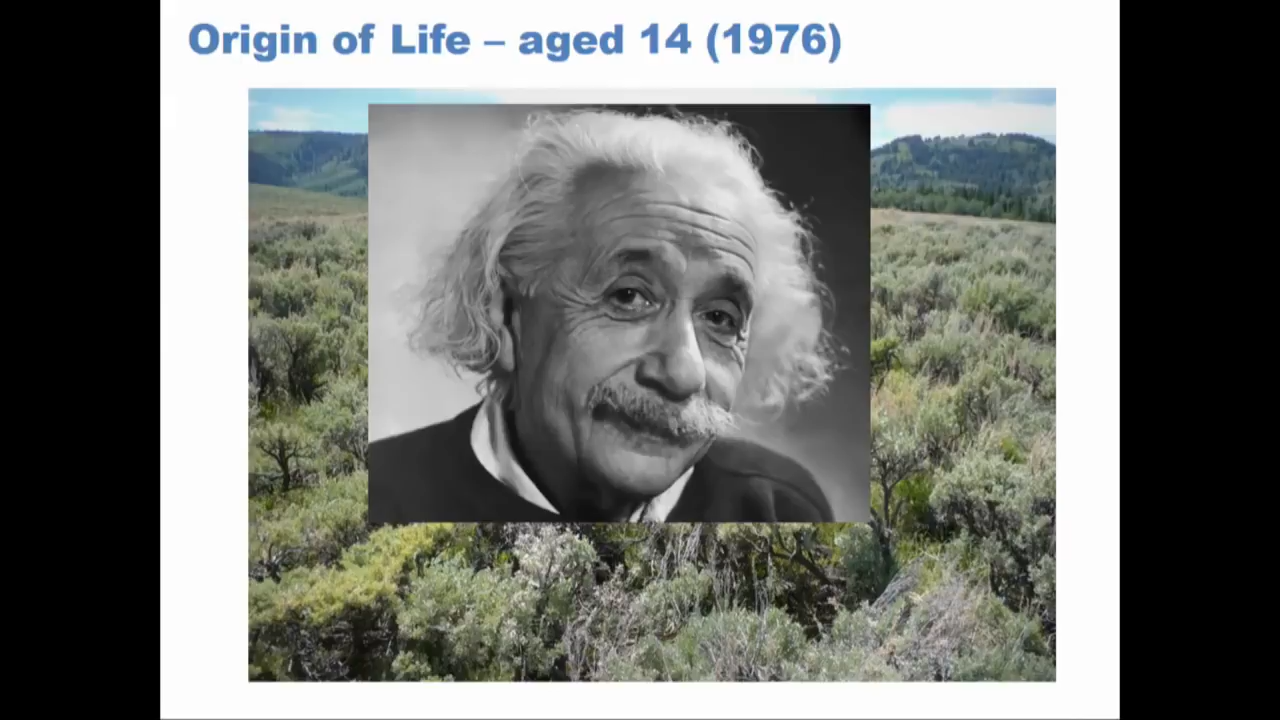 Origin of Life – aged 14 (1976)